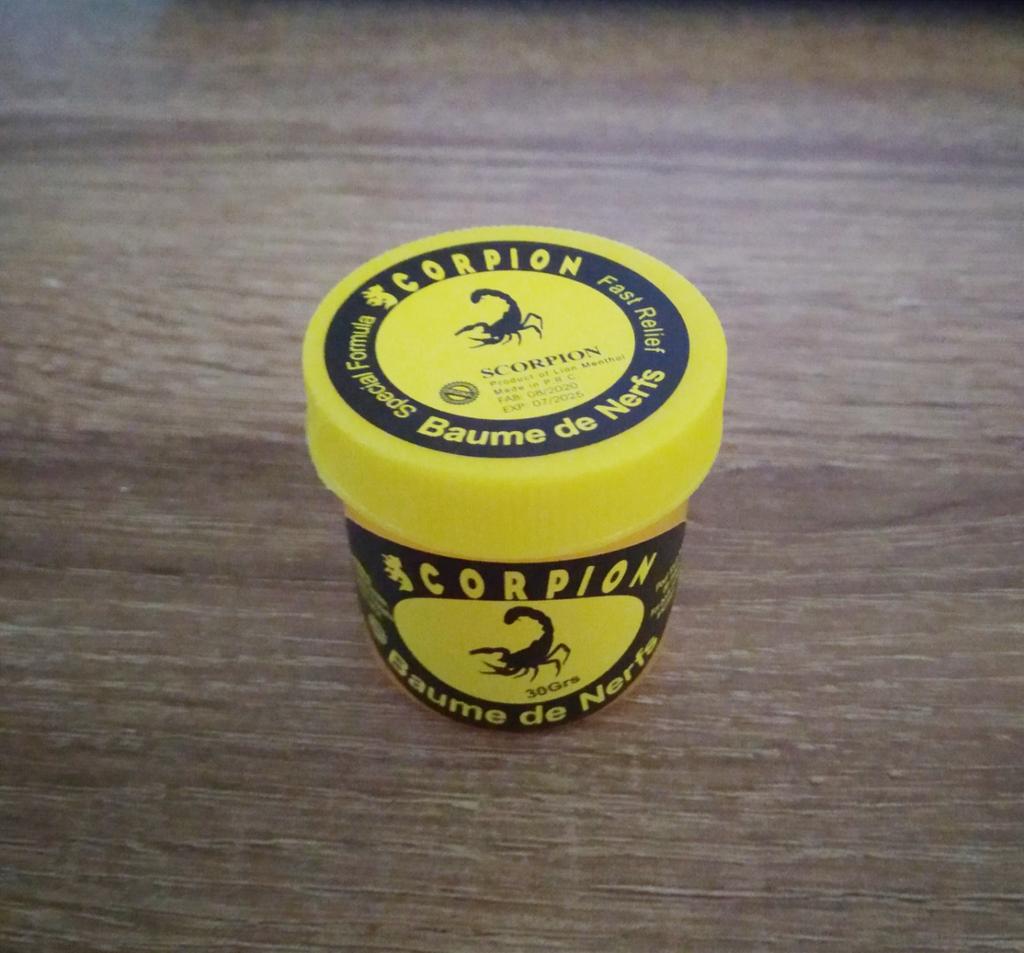 SCORPION
Fast Relief
Special Formula
SCORPION
Product of Lion Menthol
Made in P R C
FAB: 08/2020
EXP: 07/2025
Baume de Nerfs
SCORPION
30Grs
Baume de Nerfs